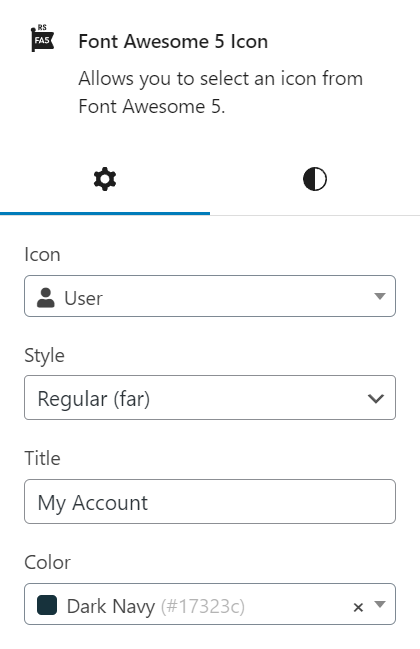 RS
FA5
Font Awesome 5 Icon
Allows you to select an icon from
Font Awesome 5.
Icon
User
Style
Regular (far)
Title
My Account
Color
Dark Navy (#17323c) ×